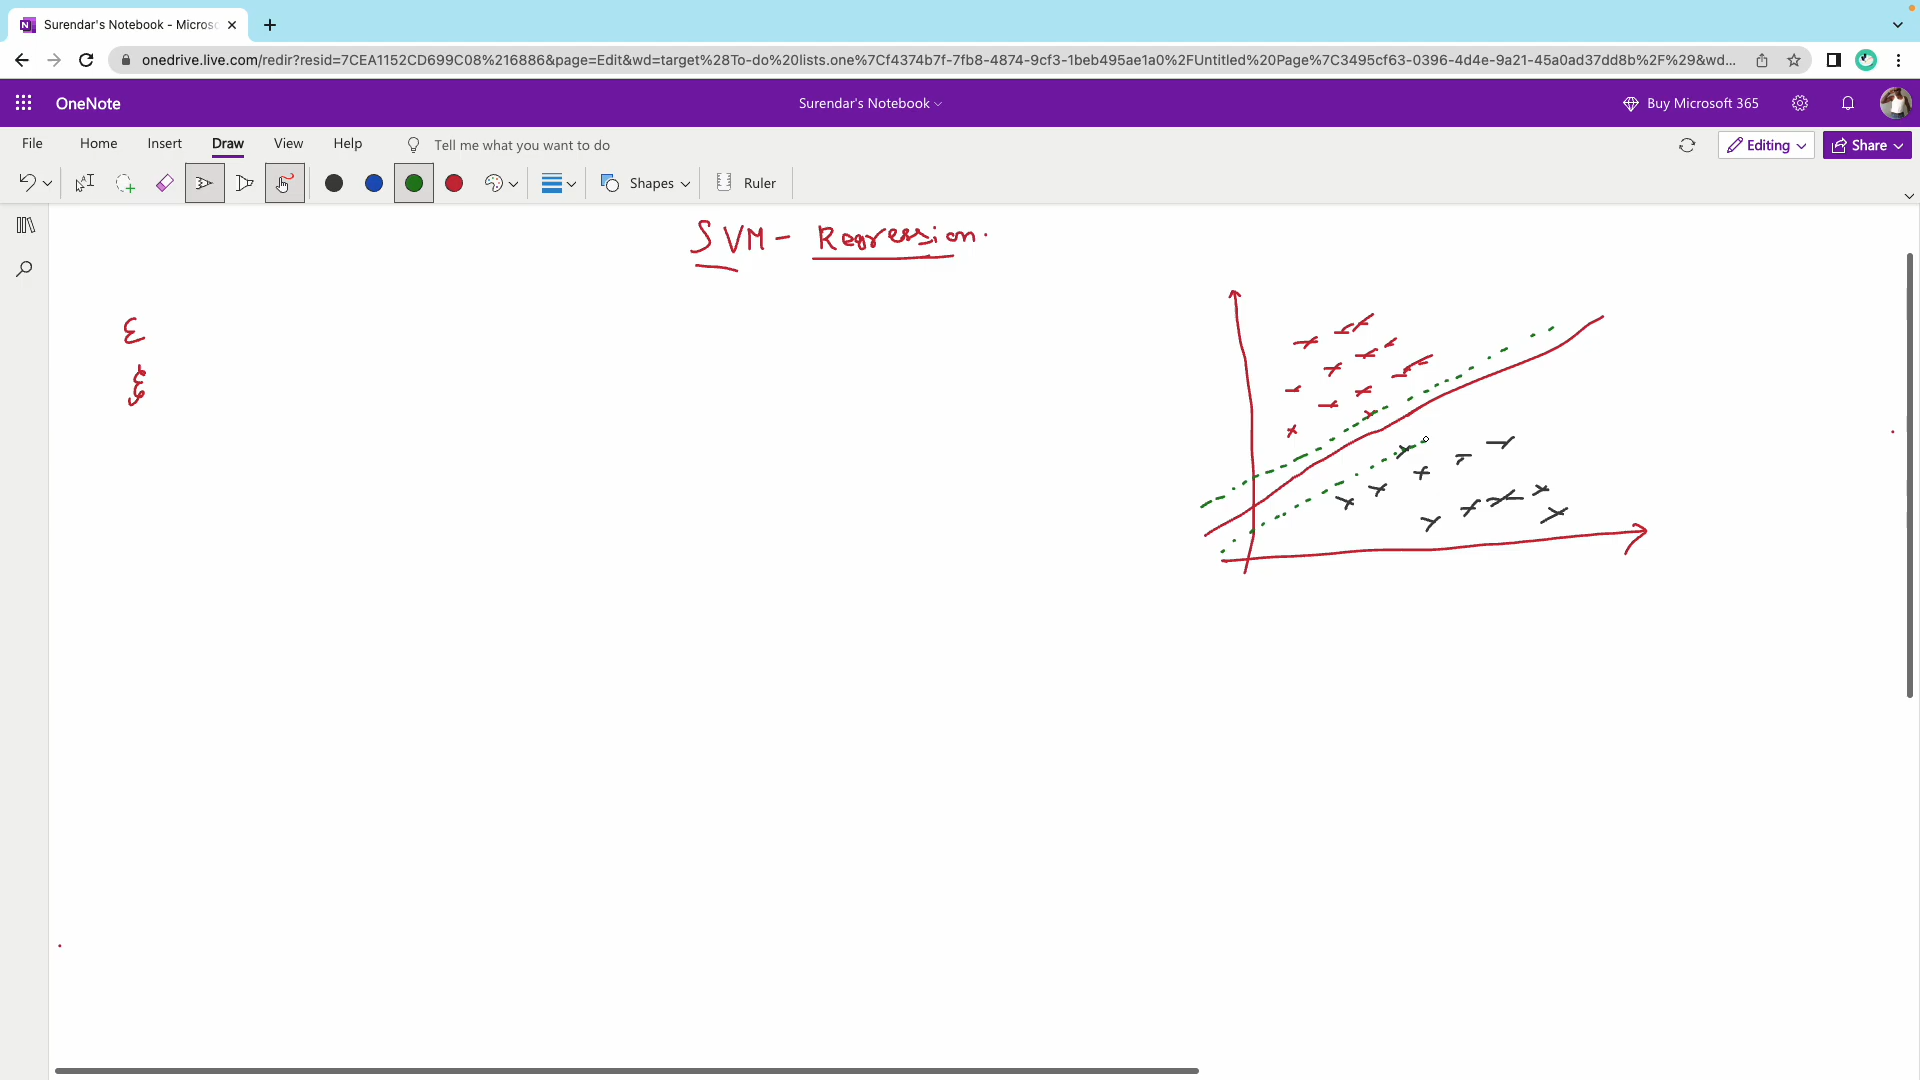 Surendar's Notebook - Micros
onedrive.live.com/redir?resid=7CEA1152CD699C08%216886&page=Edit&wd=target%28To-do%20lists.one%7Cf4374b7f-7fb8-4874-9cf3-1beb495ae1a0%2FUntitled%20Page%7C3495cf63-0396-4d4e-9a21-45a0ad37dd8b%2F%29&wd...
OneNote
Surendar's Notebook
Buy Microsoft 365
File Home Insert Draw View Help Tell me what you want to do
Editing Share
Shapes Ruler
SVM - Regression.
ε
ξ